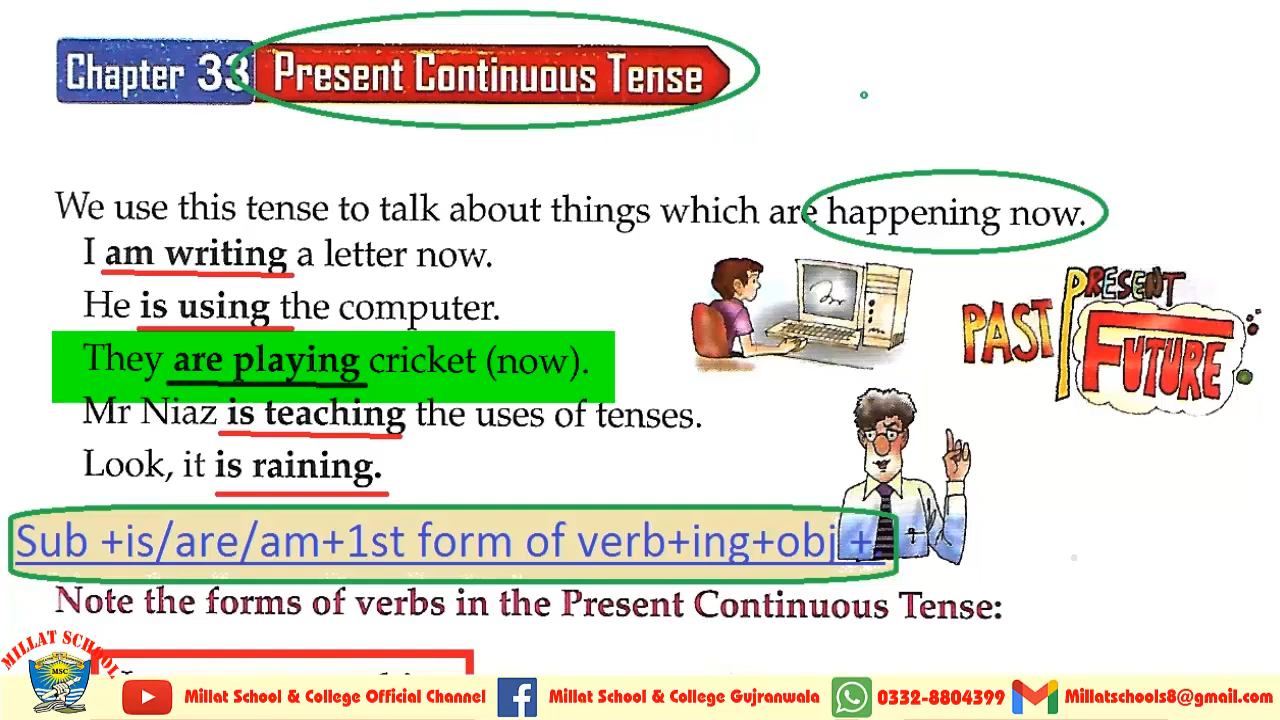 Chapter 33 Present Continuous Tense
We use this tense to talk about things which are happening now.
I am writing a letter now.
He is using the computer.
They are playing cricket (now).
Mr Niaz is teaching the uses of tenses.
Look, it is raining.
PAST PRESENT FUTURE
Sub +is/are/am+1st form of verb+ing+obj +.
Note the forms of verbs in the Present Continuous Tense:
MILLAT SCHOOL
MSC
Millat School & College Official Channel
Millat School & College Gujranwala
0332-8804399
Millatschools8@gmail.com